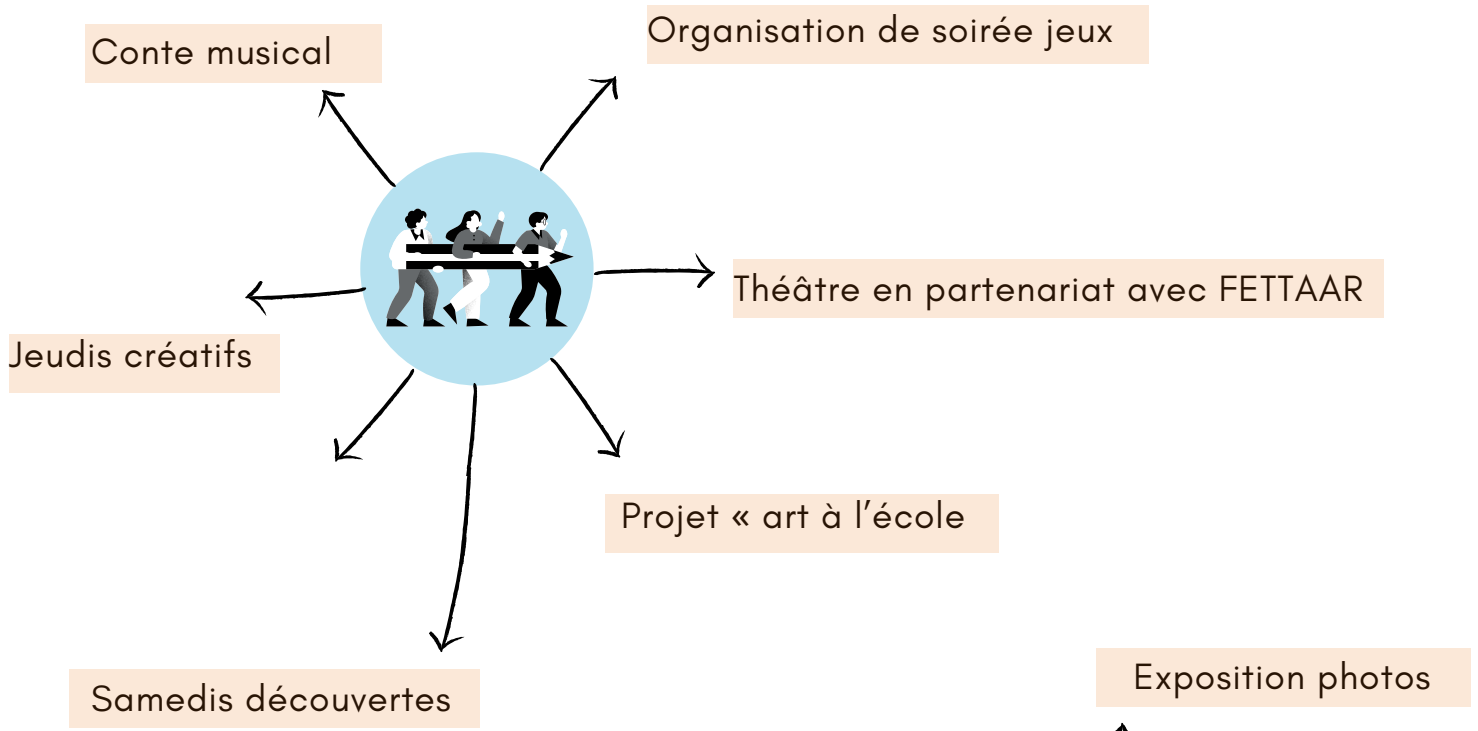 Organisation de soirée jeux
Conte musical
Théâtre en partenariat avec FETTAAR
Jeudis créatifs
Projet « art à l’école
Exposition photos
Samedis découvertes